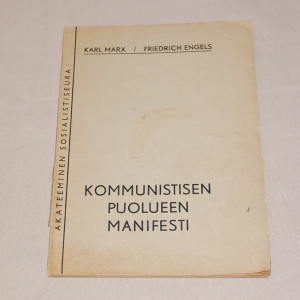 KARL MARX / FRIEDRICH ENGELS
AKATEEMINEN SOSIALISTISEURA
KOMMUNISTISEN
PUOLUEEN
MANIFESTI